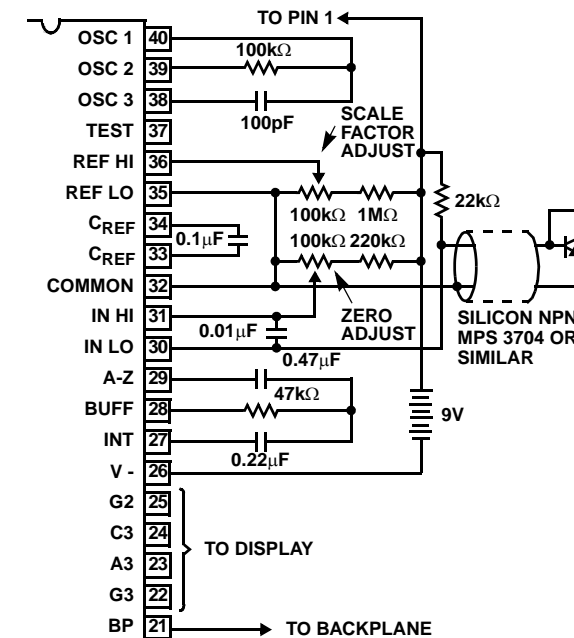 TO PIN 1
OSC 1 40
100kΩ
OSC 2 39
OSC 3 38
100pF
TEST 37
SCALE
FACTOR
ADJUST
REF HI 36
REF LO 35
100kΩ 1MΩ
22kΩ
CREF 34
0.1μF
100kΩ 220kΩ
CREF 33
COMMON 32
IN HI 31
0.01μF
ZERO
ADJUST
SILICON NPN
MPS 3704 OR
SIMILAR
IN LO 30
0.47μF
A-Z 29
47kΩ
BUFF 28
9V
INT 27
0.22μF
V - 26
G2 25
C3 24
TO DISPLAY
A3 23
G3 22
BP 21
TO BACKPLANE